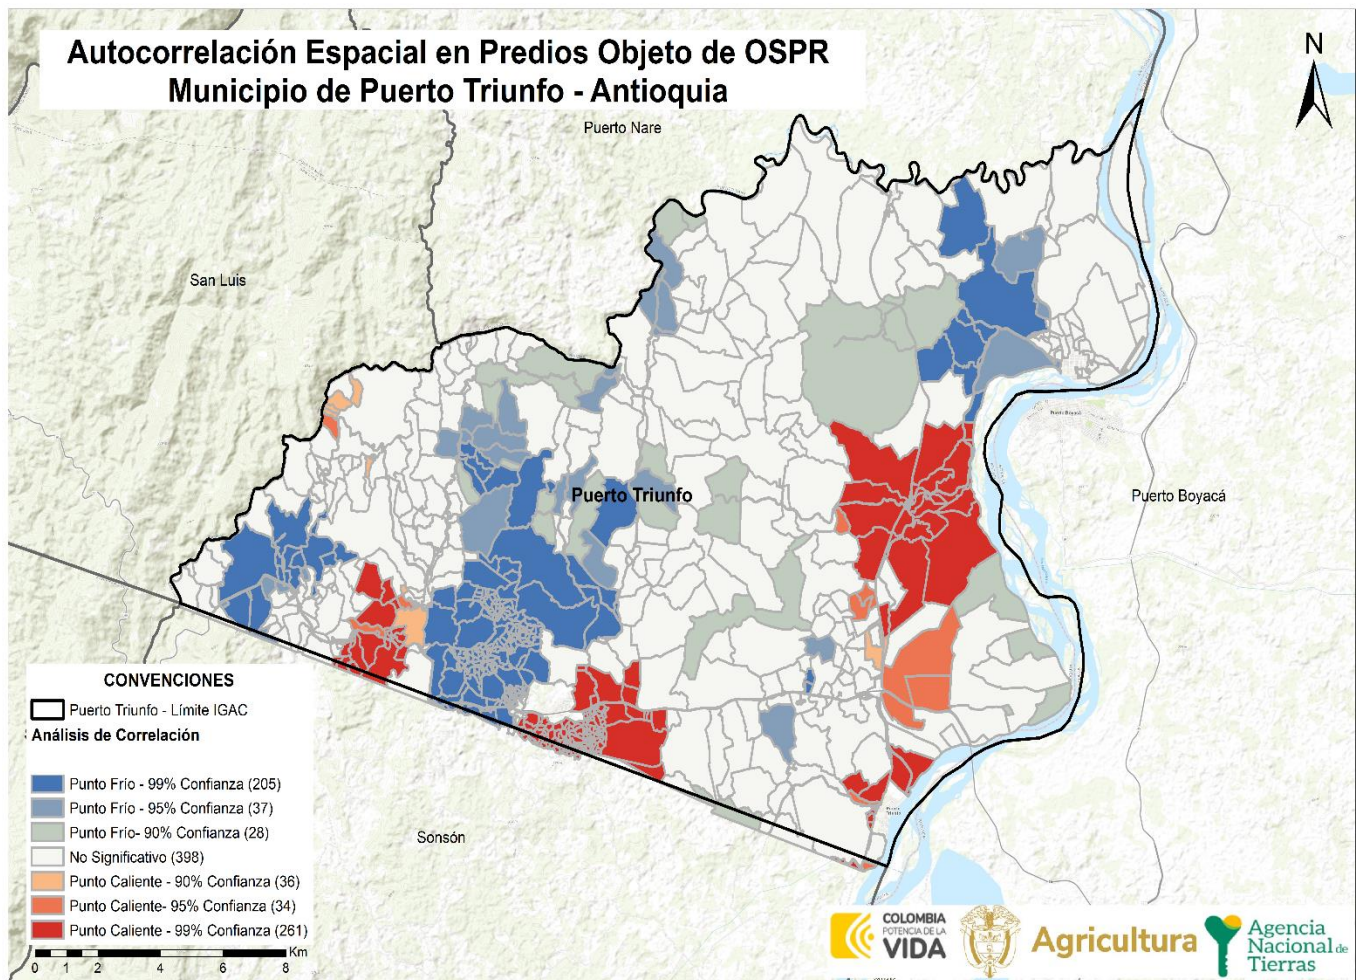 Autocorrelación Espacial en Predios Objeto de OSPR
Municipio de Puerto Triunfo - Antioquia
N
Puerto Nare
San Luis
Puerto Boyacá
Puerto Triunfo
Puerto Boyacá
Sonsón
CONVENCIONES
Puerto Triunfo - Límite IGAC
Análisis de Correlación
Punto Frío - 99% Confianza (205)
Punto Frío - 95% Confianza (37)
Punto Frío- 90% Confianza (28)
No Significativo (398)
Punto Caliente - 90% Confianza (36)
Punto Caliente- 95% Confianza (34)
Punto Caliente - 99% Confianza (261)
Km
0 1 2 4 6 8
COLOMBIA
POTENCIA DE LA
VIDA
Agricultura
Agencia
Nacional de
Tierras